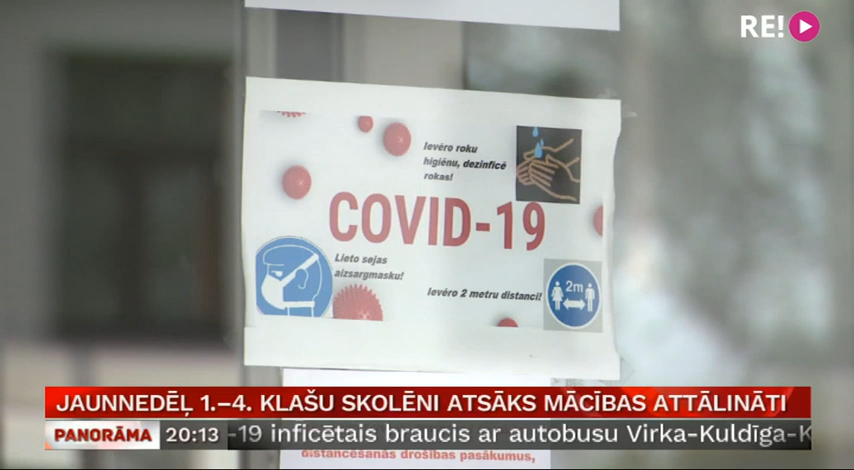 RE!
Ievēro roku
higiēnu, dezinficē
rokas!
COVID-19
Lieto sejas
aizsargmasku!
Ievēro 2 metru distanci!
2m
JAUNNEDĒĻ 1.–4. KLAŠU SKOLĒNI ATSĀKS MĀCĪBAS ATTĀLINĀTI
PANORĀMA 20:13 -19 inficētais braucis ar autobusu Virka-Kuldīga-K
distancēšanās drošības pasākumus,